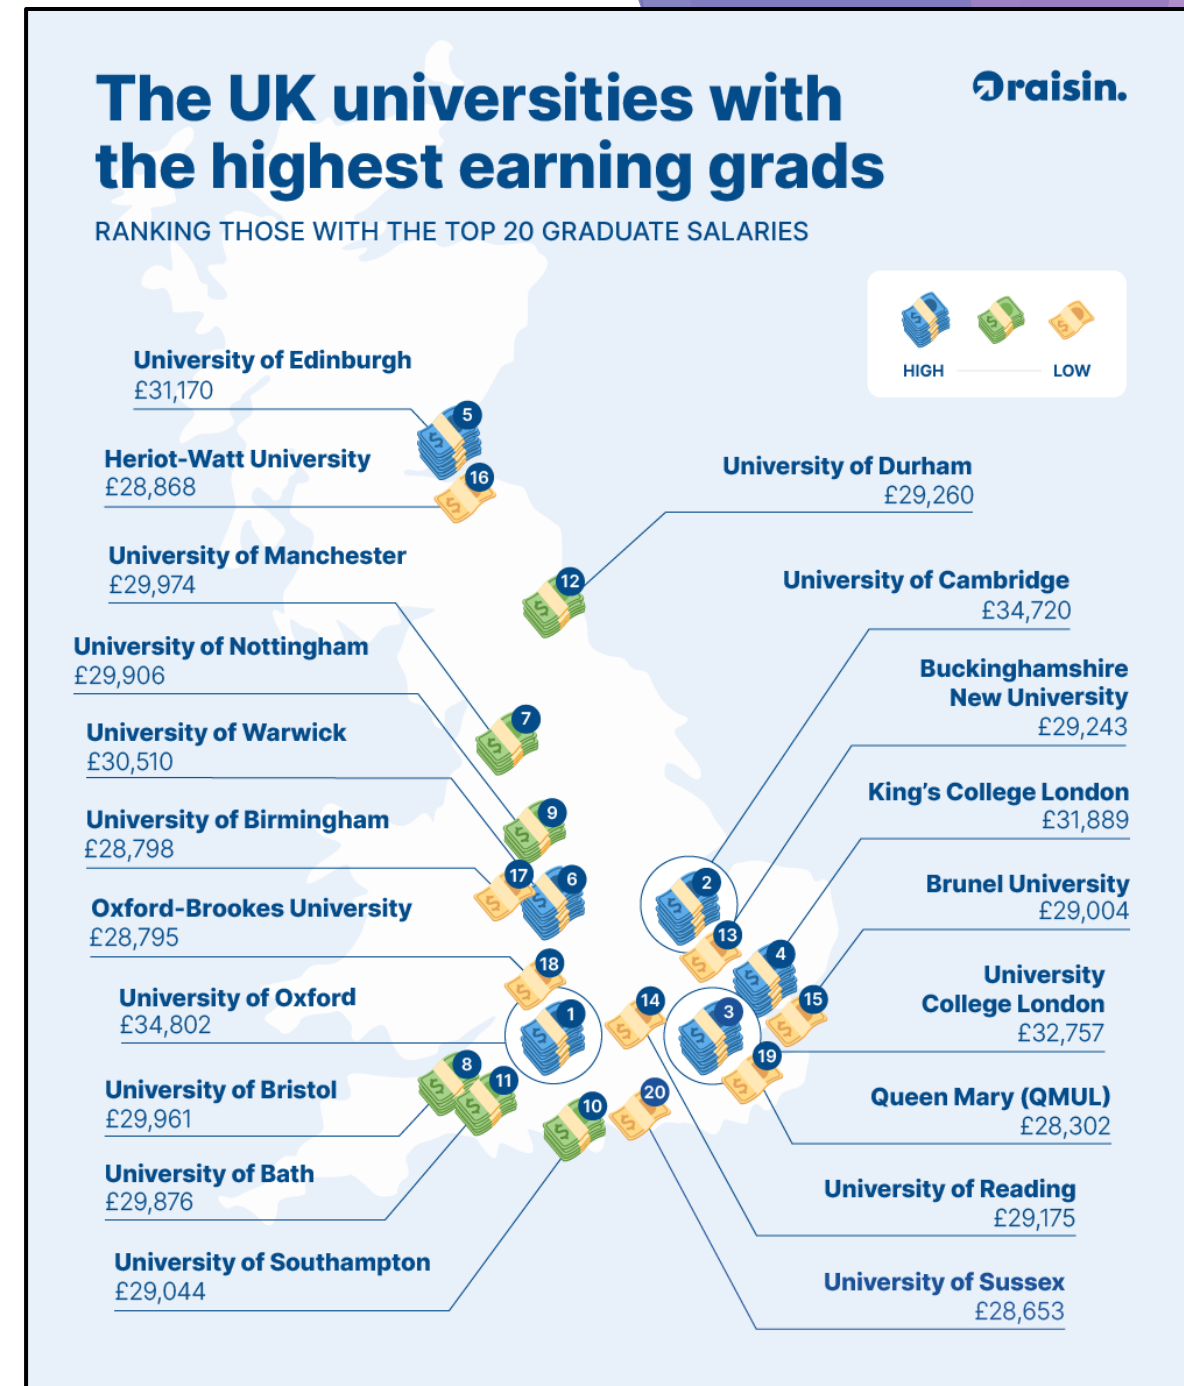 The UK universities with
the highest earning grads
raisin.
RANKING THOSE WITH THE TOP 20 GRADUATE SALARIES
HIGH
LOW
University of Edinburgh
£31,170
5
Heriot-Watt University
£28,868
16
University of Manchester
£29,974
7
University of Nottingham
£29,906
9
University of Warwick
£30,510
6
University of Birmingham
£28,798
17
Oxford-Brookes University
£28,795
18
University of Oxford
£34,802
1
University of Bristol
£29,961
8
University of Bath
£29,876
11
University of Southampton
£29,044
10
University of Durham
£29,260
12
University of Cambridge
£34,720
2
Buckinghamshire
New University
£29,243
13
King’s College London
£31,889
4
Brunel University
£29,004
15
University
College London
£32,757
3
Queen Mary (QMUL)
£28,302
19
University of Reading
£29,175
14
University of Sussex
£28,653
20